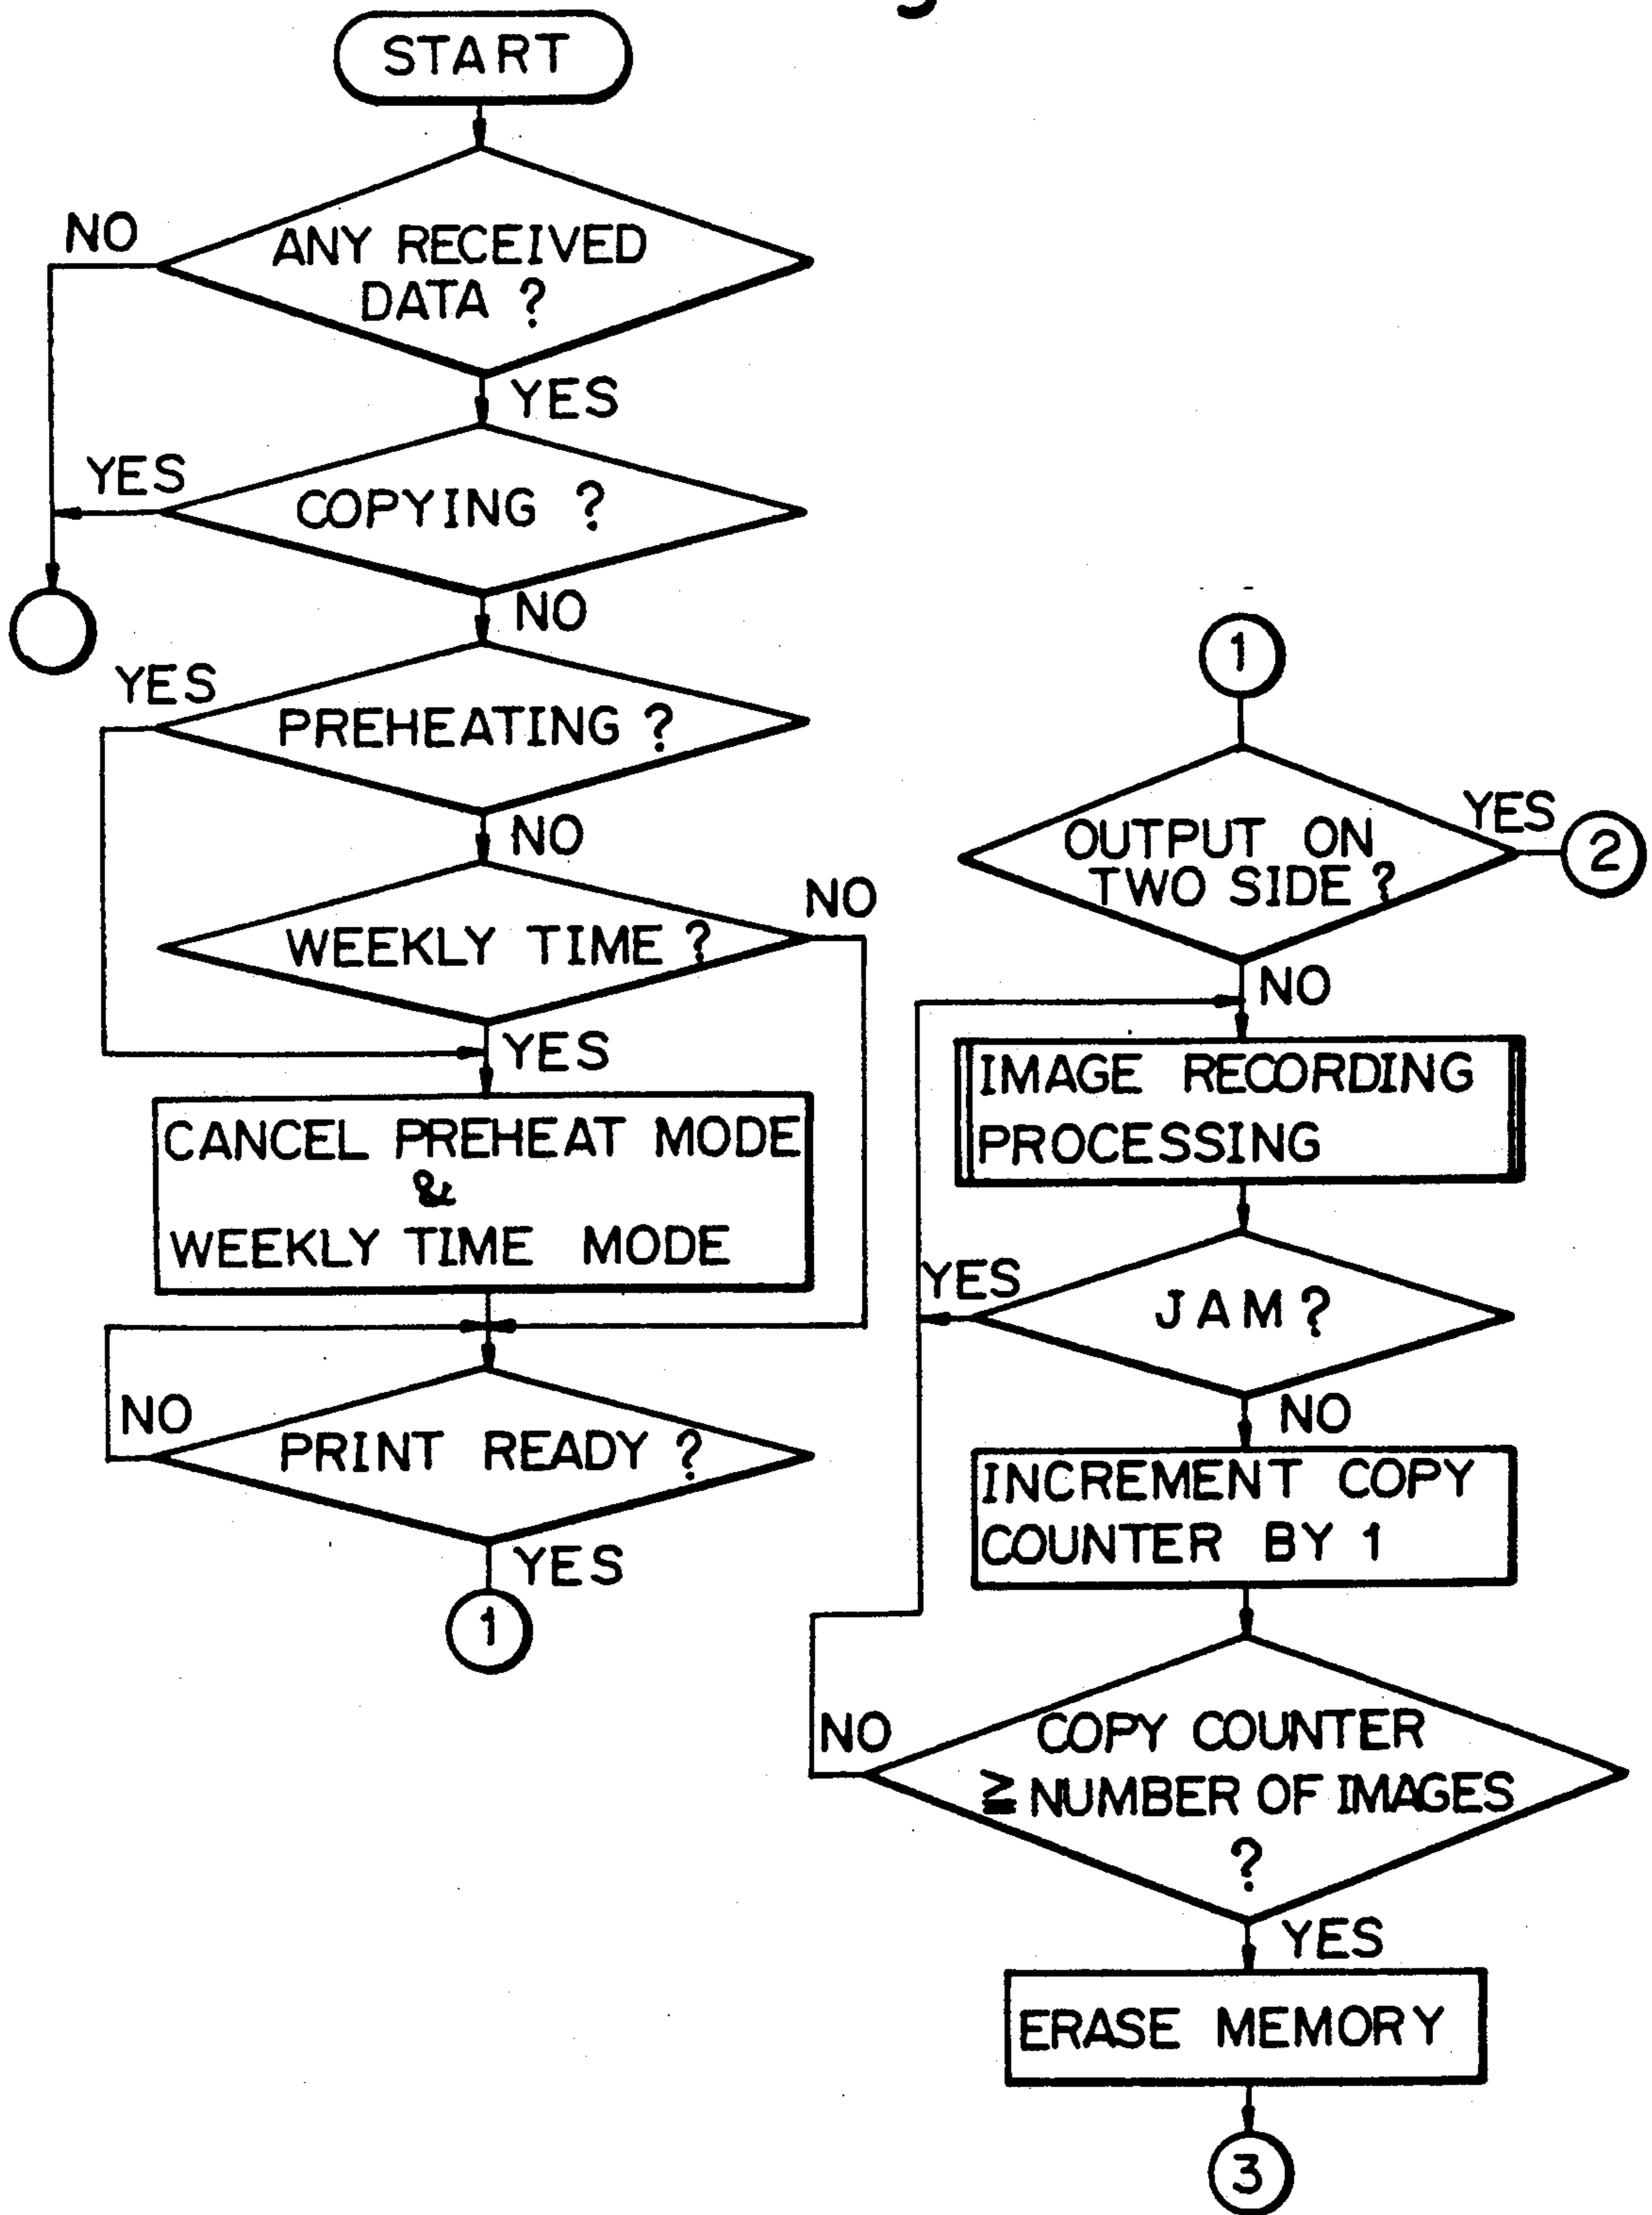 START
NO
ANY RECEIVED
DATA ?
YES
YES
COPYING ?
NO
YES
PREHEATING ?
NO
NO
WEEKLY TIME ?
YES
CANCEL PREHEAT MODE
&
WEEKLY TIME MODE
NO
PRINT READY ?
YES
1
1
YES
OUTPUT ON
TWO SIDE ?
2
NO
IMAGE RECORDING
PROCESSING
YES
JAM ?
NO
INCREMENT COPY
COUNTER BY 1
NO
COPY COUNTER
≧ NUMBER OF IMAGES
?
YES
ERASE MEMORY
3